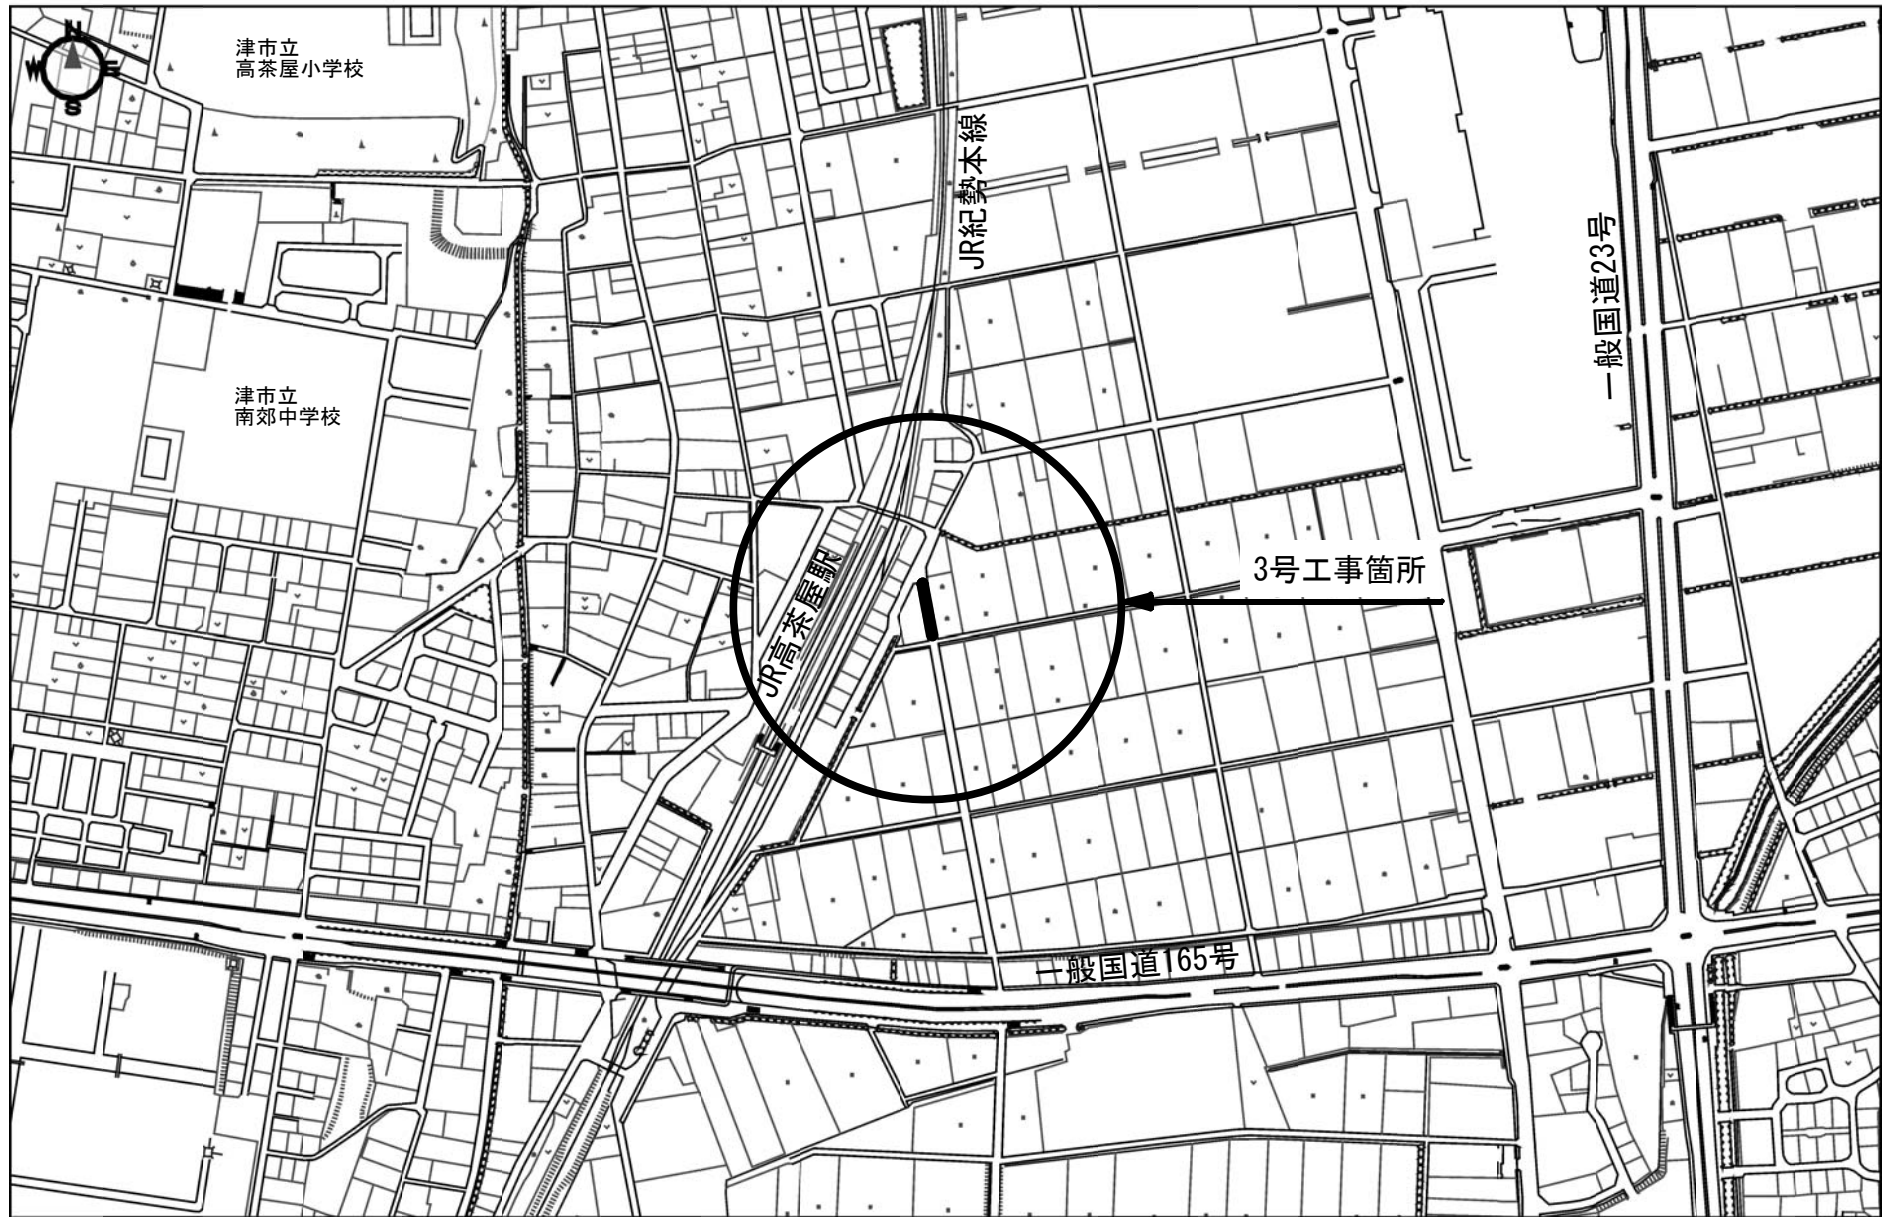 N
W
E
S
津市立
高茶屋小学校
JR紀勢本線
一般国道23号
津市立
南郊中学校
JR高茶屋駅
3号工事箇所
一般国道165号